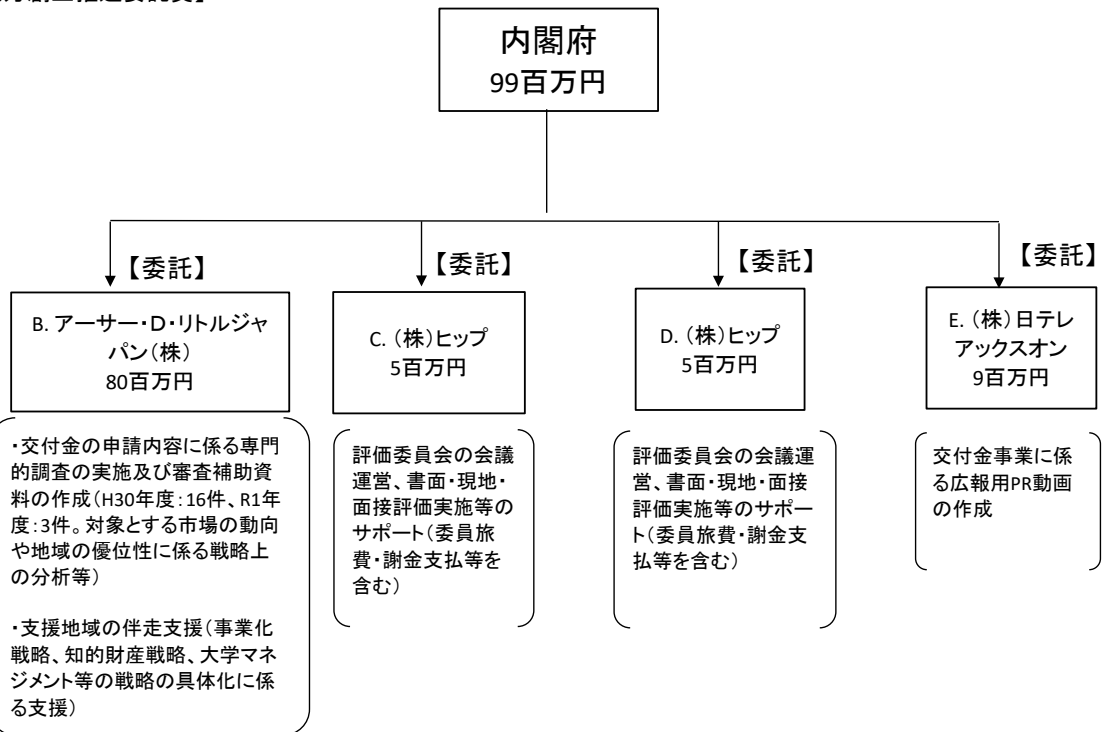 内閣府
99百万円
【委託】
【委託】
【委託】
【委託】
B. アーサー・D・リトルジャ
パン(株)
80百万円
C. (株)ヒップ
5百万円
D. (株)ヒップ
5百万円
E. (株)日テレ
アックスオン
9百万円
・交付金の申請内容に係る専門
的調査の実施及び審査補助資
料の作成(H30年度:16件、R1年
度:3件。対象とする市場の動向
や地域の優位性に係る戦略上
の分析等)
・支援地域の伴走支援(事業化
戦略、知的財産戦略、大学マネ
ジメント等の戦略の具体化に係
る支援)
評価委員会の会議
運営、書面・現地・
面接評価実施等の
サポート(委員旅
費・謝金支払等を
含む)
評価委員会の会議運
営、書面・現地・面接
評価実施等のサポー
ト(委員旅費・謝金支
払等を含む)
交付金事業に係
る広報用PR動画
の作成